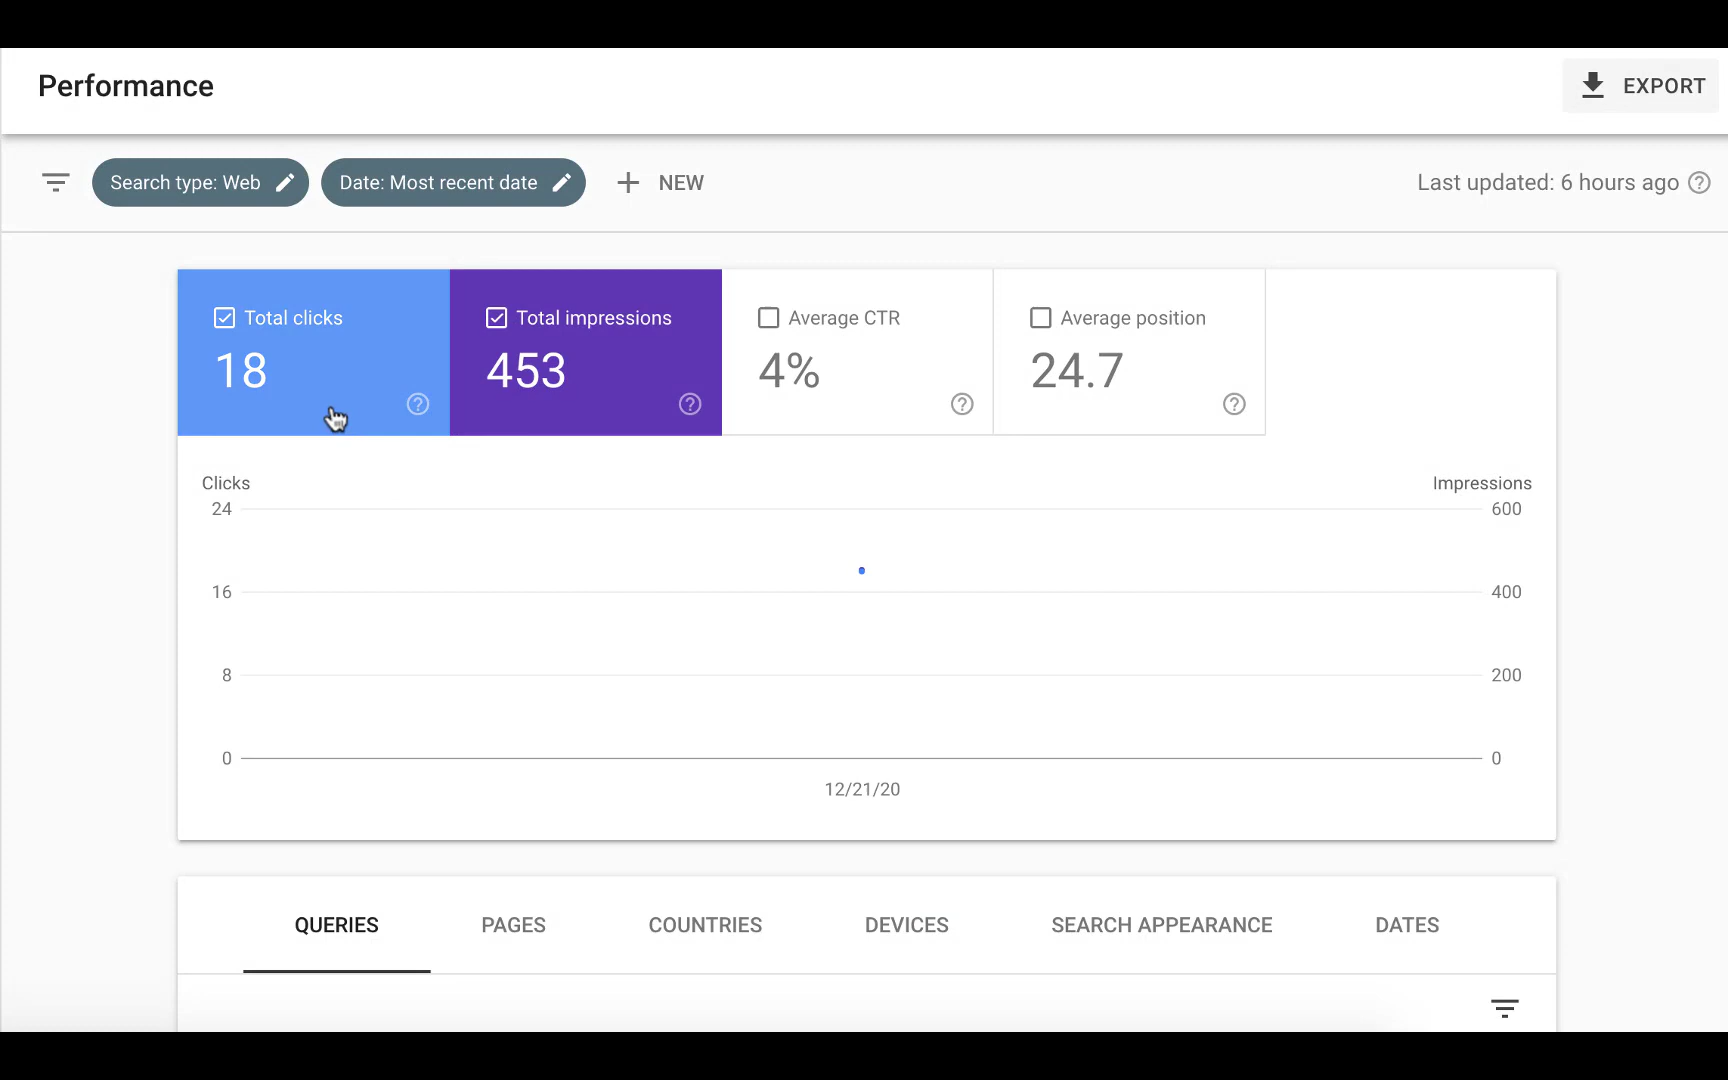 Performance
EXPORT
Search type: Web
Date: Most recent date
NEW
Last updated: 6 hours ago
Total clicks
18
Total impressions
453
Average CTR
4%
Average position
24.7
Clicks
Impressions
24
600
16
400
8
200
0
0
12/21/20
QUERIES
PAGES
COUNTRIES
DEVICES
SEARCH APPEARANCE
DATES